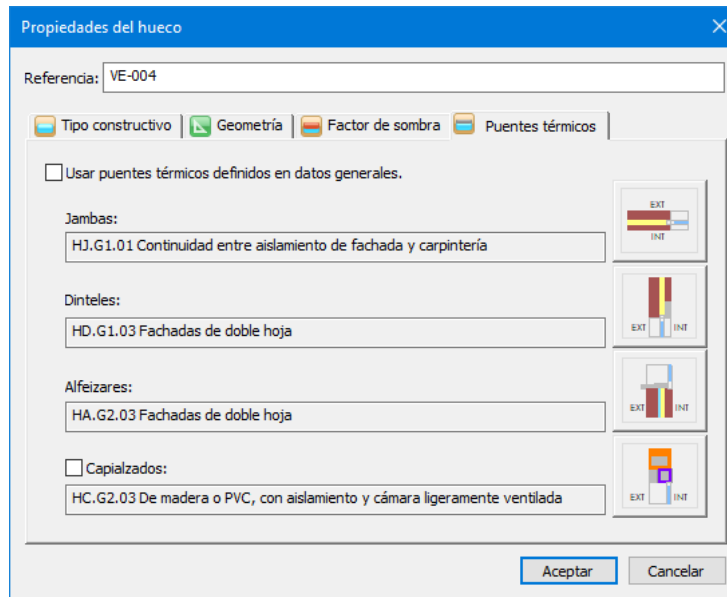 Propiedades del hueco
Referencia: VE-004
Tipo constructivo Geometría Factor de sombra Puentes térmicos
Usar puentes térmicos definidos en datos generales.
Jambas:
HJ.G1.01 Continuidad entre aislamiento de fachada y carpintería
EXT
INT
Dinteles:
HD.G1.03 Fachadas de doble hoja
EXT INT
Alfeizares:
HA.G2.03 Fachadas de doble hoja
EXT INT
Capialzados:
HC.G2.03 De madera o PVC, con aislamiento y cámara ligeramente ventilada
EXT INT
Aceptar Cancelar